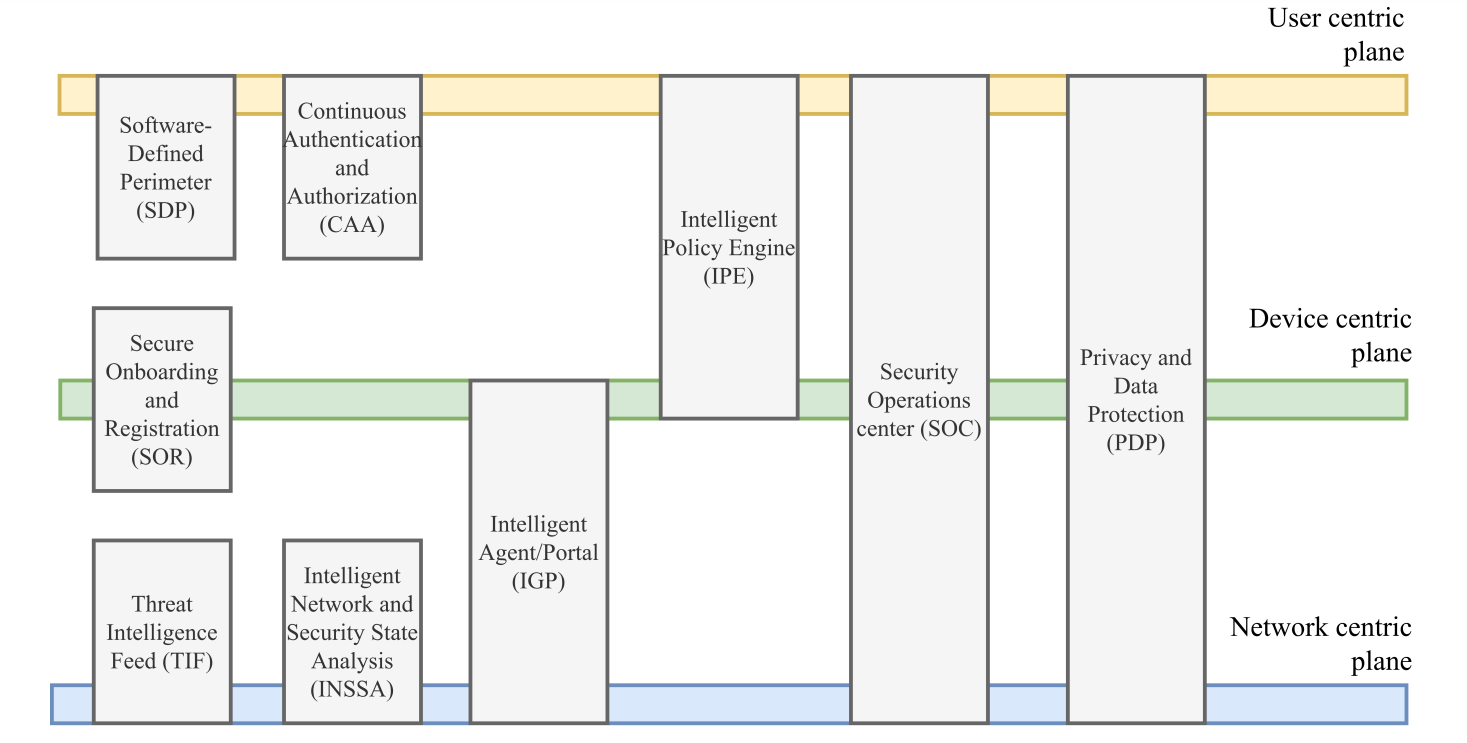 User centric
plane
Software-
Defined
Perimeter
(SDP)
Continuous
Authentication
and
Authorization
(CAA)
Intelligent
Policy Engine
(IPE)
Device centric
plane
Secure
Onboarding
and
Registration
(SOR)
Security
Operations
center (SOC)
Privacy and
Data
Protection
(PDP)
Intelligent
Agent/Portal
(IGP)
Network centric
plane
Threat
Intelligence
Feed (TIF)
Intelligent
Network and
Security State
Analysis
(INSSA)